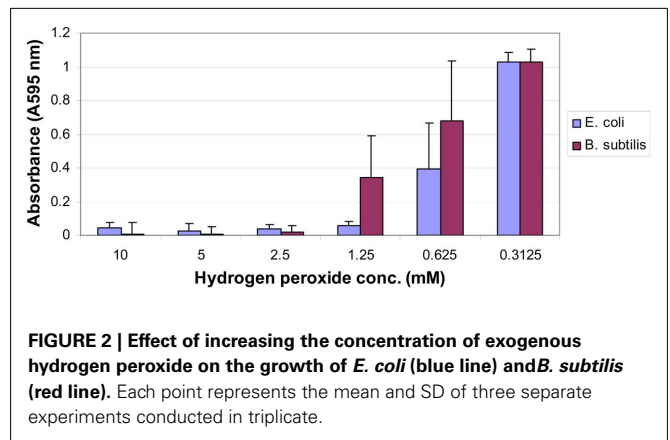 1.2
1
0.8
0.6
0.4
0.2
0
Absorbance (A595 nm)
10 5 2.5 1.25 0.625 0.3125
Hydrogen peroxide conc. (mM)
E. coli
B. subtilis
FIGURE 2 | Effect of increasing the concentration of exogenous
hydrogen peroxide on the growth of E. coli (blue line) andB. subtilis
(red line). Each point represents the mean and SD of three separate
experiments conducted in triplicate.